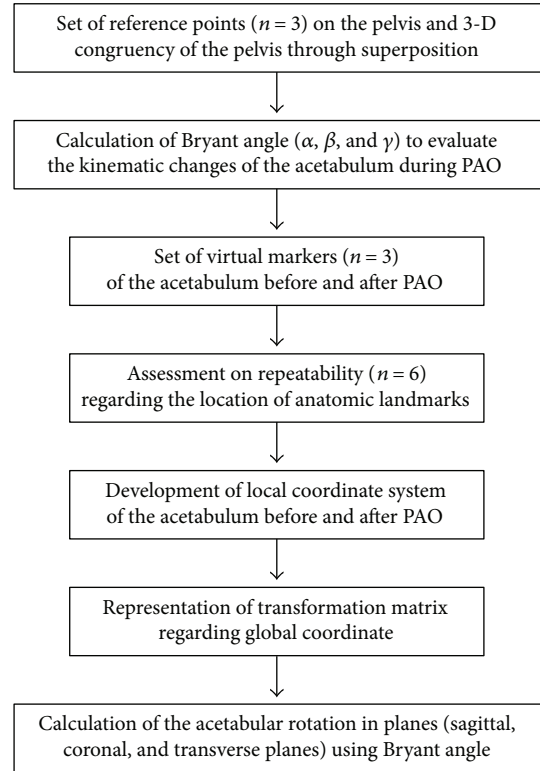 Set of reference points (n = 3) on the pelvis and 3-D
congruency of the pelvis through superposition
Calculation of Bryant angle (α, β, and γ) to evaluate
the kinematic changes of the acetabulum during PAO
Set of virtual markers (n = 3)
of the acetabulum before and after PAO
Assessment on repeatability (n = 6)
regarding the location of anatomic landmarks
Development of local coordinate system
of the acetabulum before and after PAO
Representation of transformation matrix
regarding global coordinate
Calculation of the acetabular rotation in planes (sagittal,
coronal, and transverse planes) using Bryant angle